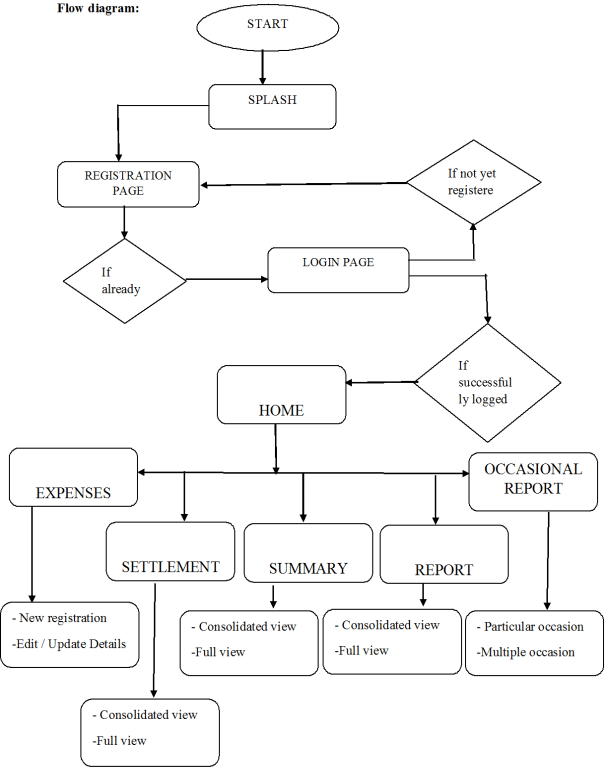 Flow diagram:
START
SPLASH
REGISTRATION
PAGE
If not yet
registere
If
already
LOGIN PAGE
If
successful
ly logged
HOME
EXPENSES
OCCASIONAL
REPORT
SETTLEMENT
SUMMARY
REPORT
- New registration
-Edit / Update Details
- Consolidated view
-Full view
- Consolidated view
-Full view
- Particular occasion
-Multiple occasion
- Consolidated view
-Full view